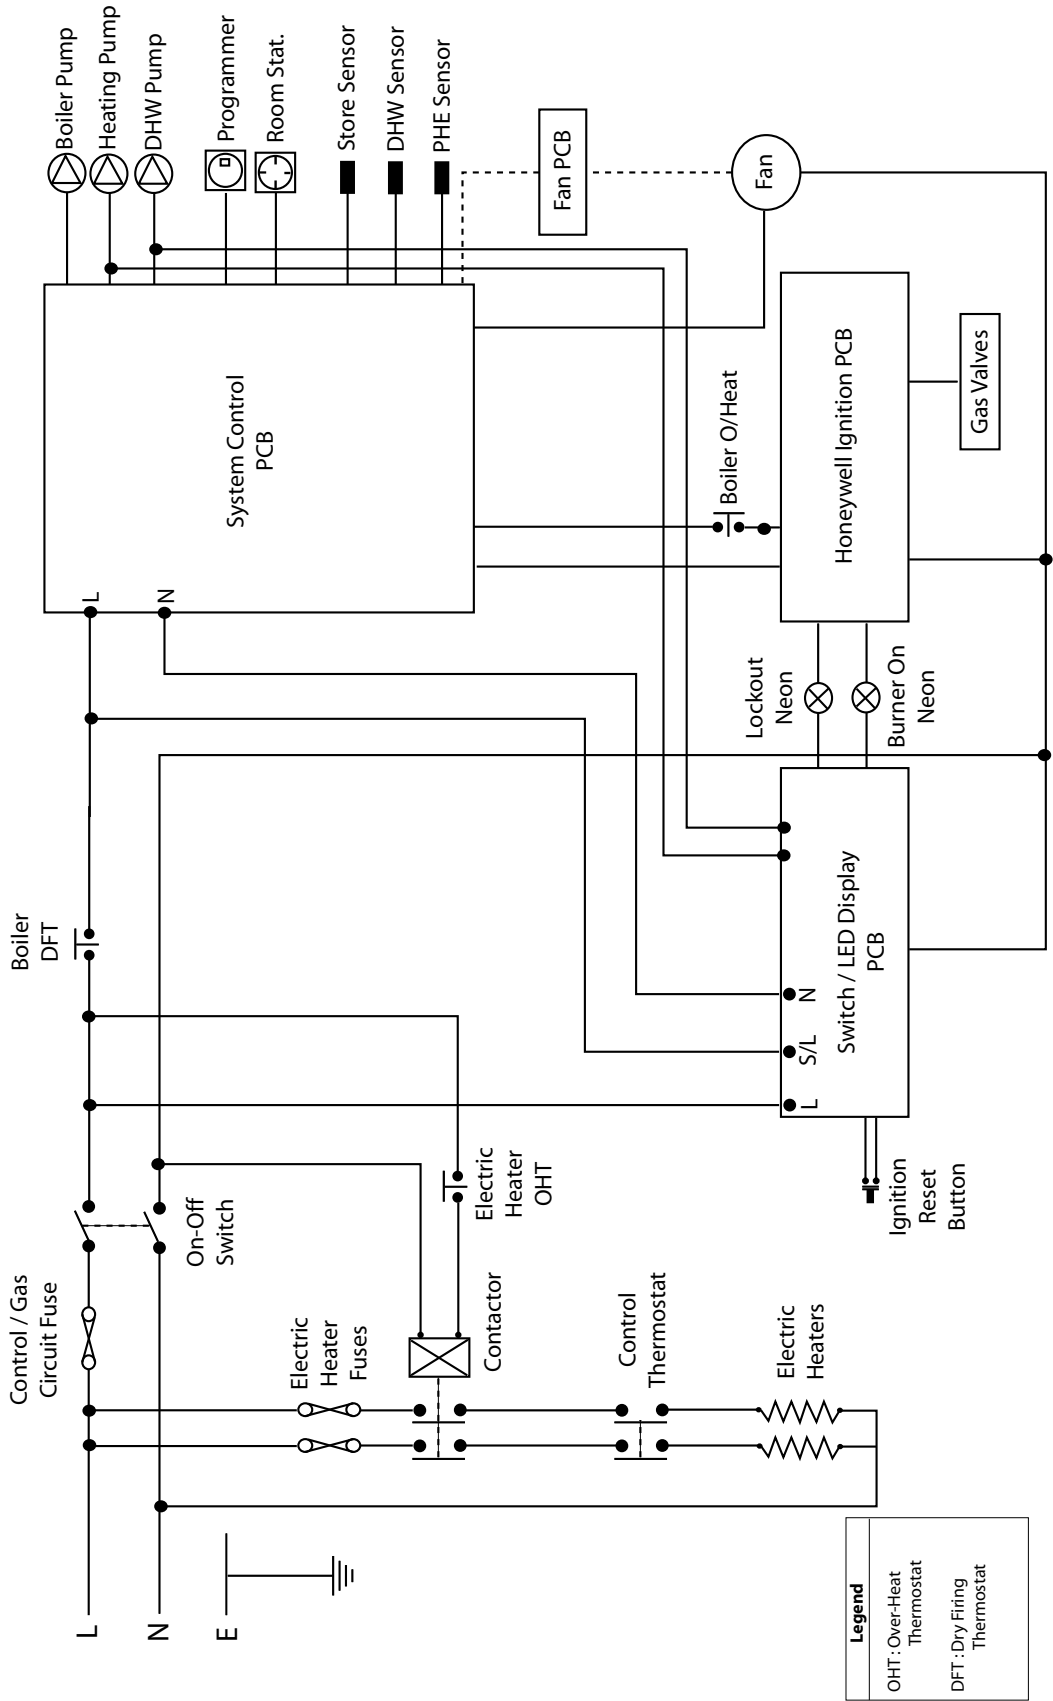 L
N
E
Control / Gas
Circuit Fuse
On-Off
Switch
Electric
Heater
Fuses
Contactor
Control
Thermostat
Electric
Heaters
Electric
Heater
OHT
Boiler
DFT
L
N
System Control
PCB
Boiler Pump
Heating Pump
DHW Pump
Programmer
Room Stat.
Store Sensor
DHW Sensor
PHE Sensor
Fan PCB
Fan
Boiler O/Heat
Honeywell Ignition PCB
Gas Valves
Lockout
Neon
Burner On
Neon
L
S/L
N
Switch / LED Display
PCB
Ignition
Reset
Button
Legend
OHT : Over-Heat
Thermostat
DFT : Dry Firing
Thermostat